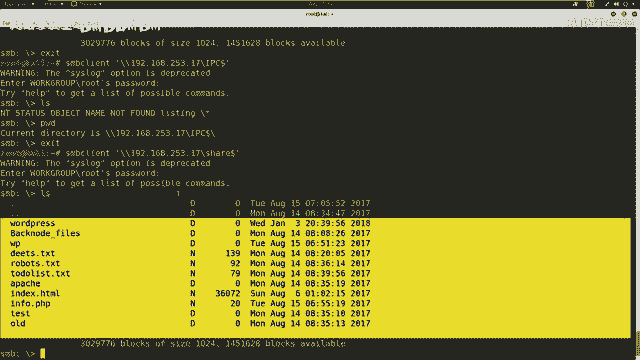 3029776 blocks of size 1024. 1451628 blocks available
smb: \> exit
smbclient '\\192.168.253.17\IPC$'
WARNING: The "syslog" option is deprecated
Enter WORKGROUP\root's password:
Try "help" to get a list of possible commands.
smb: \> ls
NT_STATUS_OBJECT_NAME_NOT_FOUND listing \*
smb: \> pwd
Current directory is \\192.168.253.17\IPC$\
smb: \> exit
smbclient '\\192.168.253.17\share$'
WARNING: The "syslog" option is deprecated
Enter WORKGROUP\root's password:
Try "help" to get a list of possible commands.
smb: \> ls
. D 0 Tue Aug 15 07:05:52 2017
.. D 0 Mon Aug 14 08:34:47 2017
wordpress D 0 Wed Jan 3 20:39:56 2018
Backnode_files D 0 Mon Aug 14 08:08:26 2017
wp D 0 Tue Aug 15 06:51:23 2017
deets.txt N 139 Mon Aug 14 08:20:05 2017
robots.txt N 92 Mon Aug 14 08:36:14 2017
todolist.txt N 79 Mon Aug 14 08:39:56 2017
apache D 0 Mon Aug 14 08:35:19 2017
index.html N 36072 Sun Aug 6 01:02:15 2017
info.php N 20 Tue Aug 15 06:55:19 2017
test D 0 Mon Aug 14 08:35:10 2017
old D 0 Mon Aug 14 08:35:13 2017
3029776 blocks of size 1024. 1451628 blocks available
smb: \>